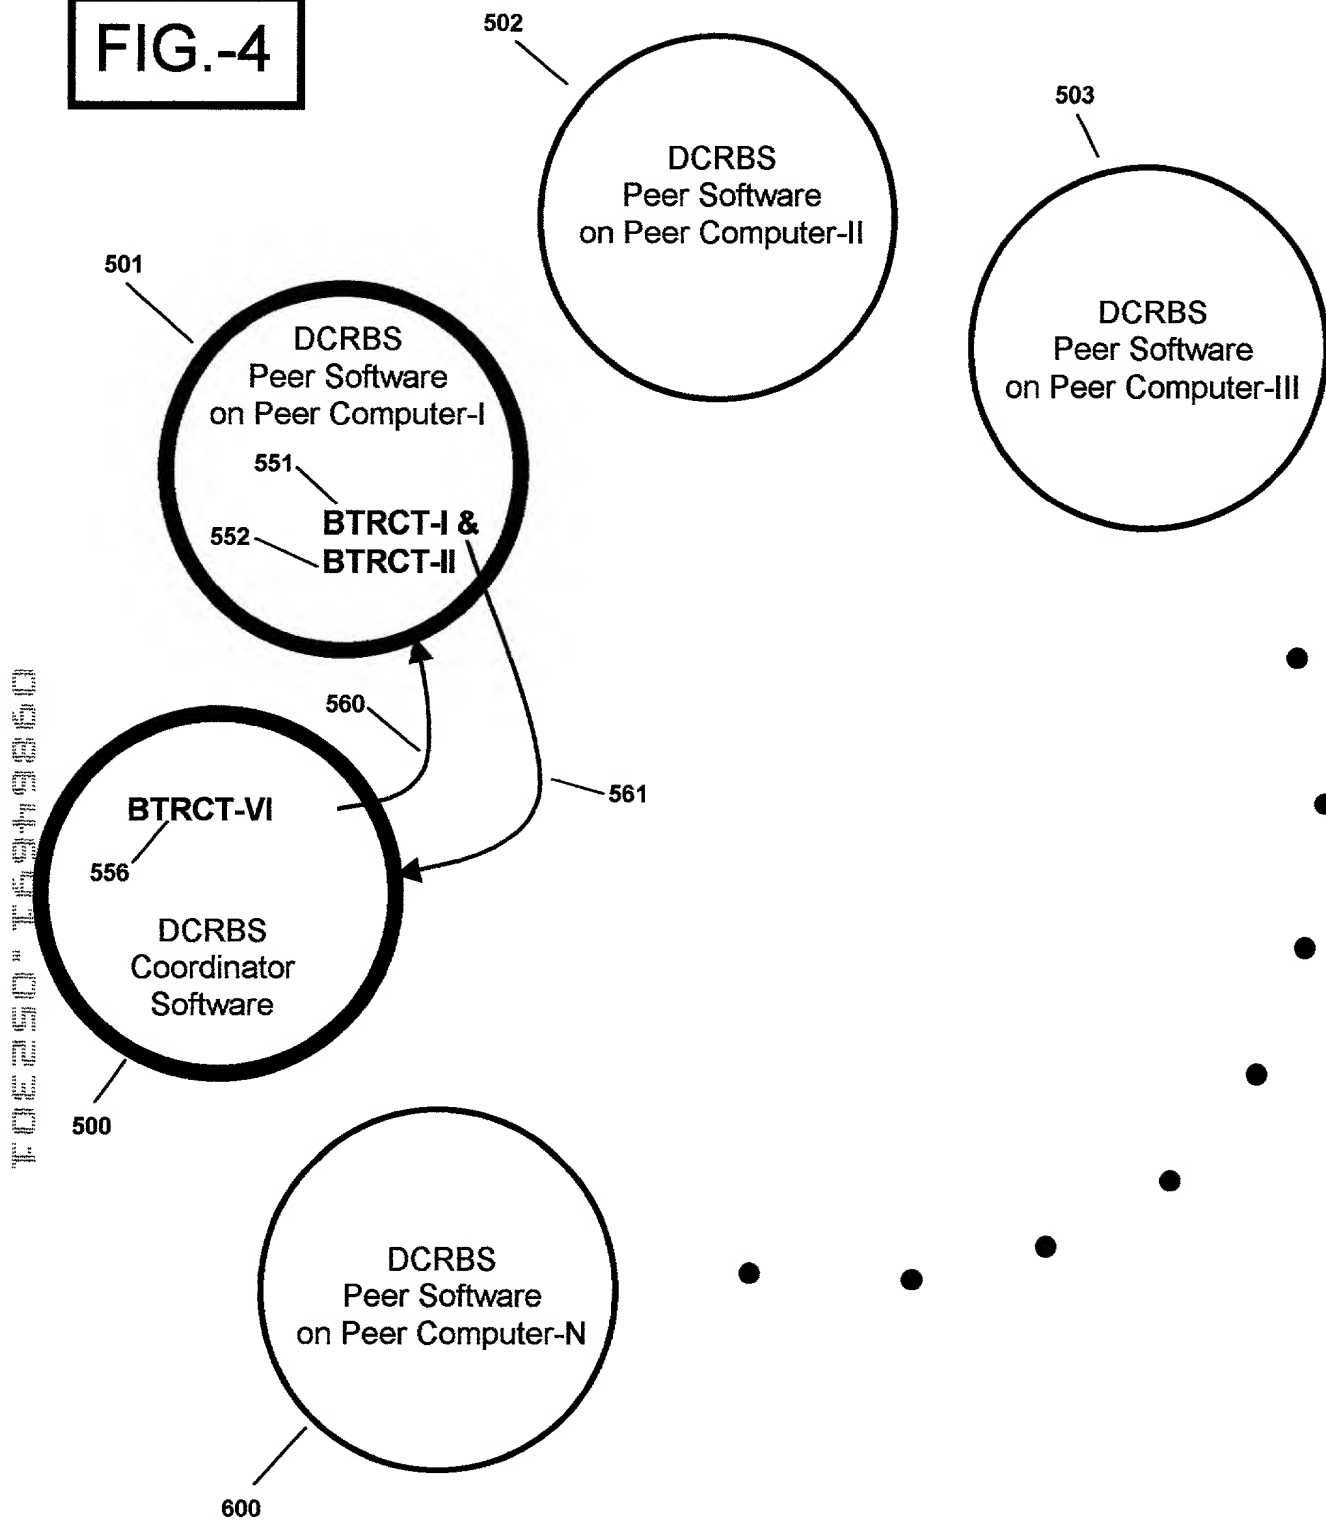 FIG.-4
502
DCRBS
Peer Software
on Peer Computer-II
503
DCRBS
Peer Software
on Peer Computer-III
501
DCRBS
Peer Software
on Peer Computer-I
551
BTRCT-I &
552
BTRCT-II
560
561
BTRCT-VI
556
DCRBS
Coordinator
Software
500
DCRBS
Peer Software
on Peer Computer-N
600